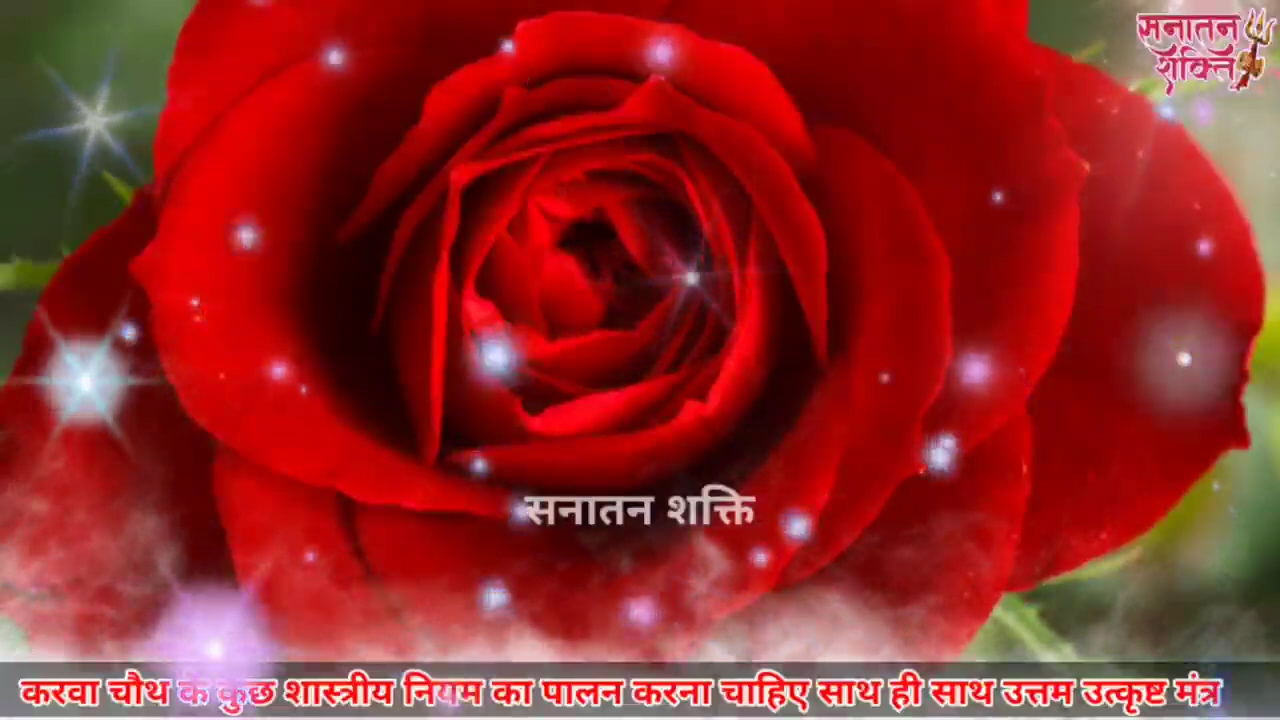 सनातन
शक्ति
सनातन शक्ति
करवा चौथ के कुछ शास्त्रीय नियम का पालन करना चाहिए साथ ही साथ उत्तम उत्कृष्ट मंत्र